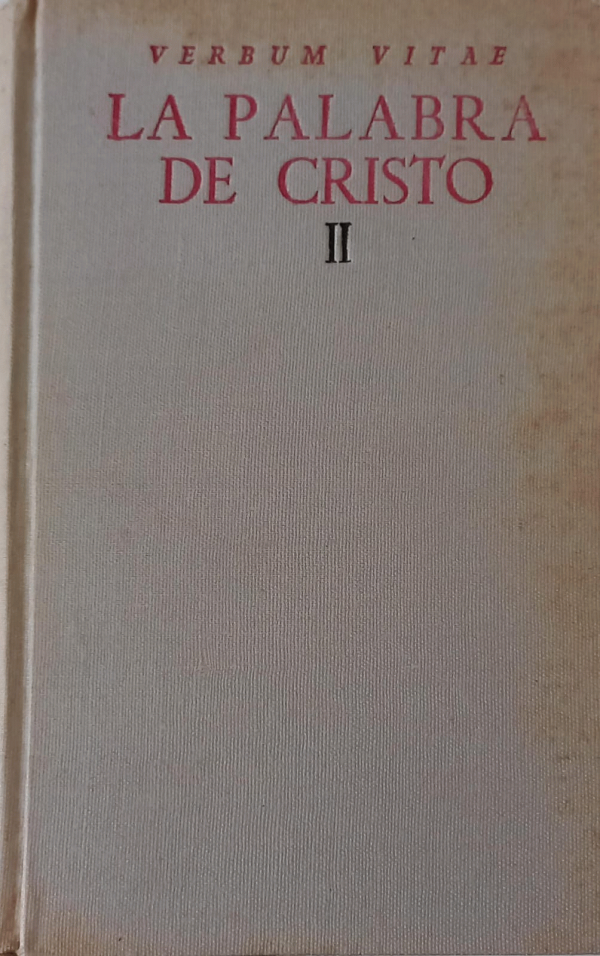 VERBUM VITAE
LA PALABRA
DE CRISTO
II